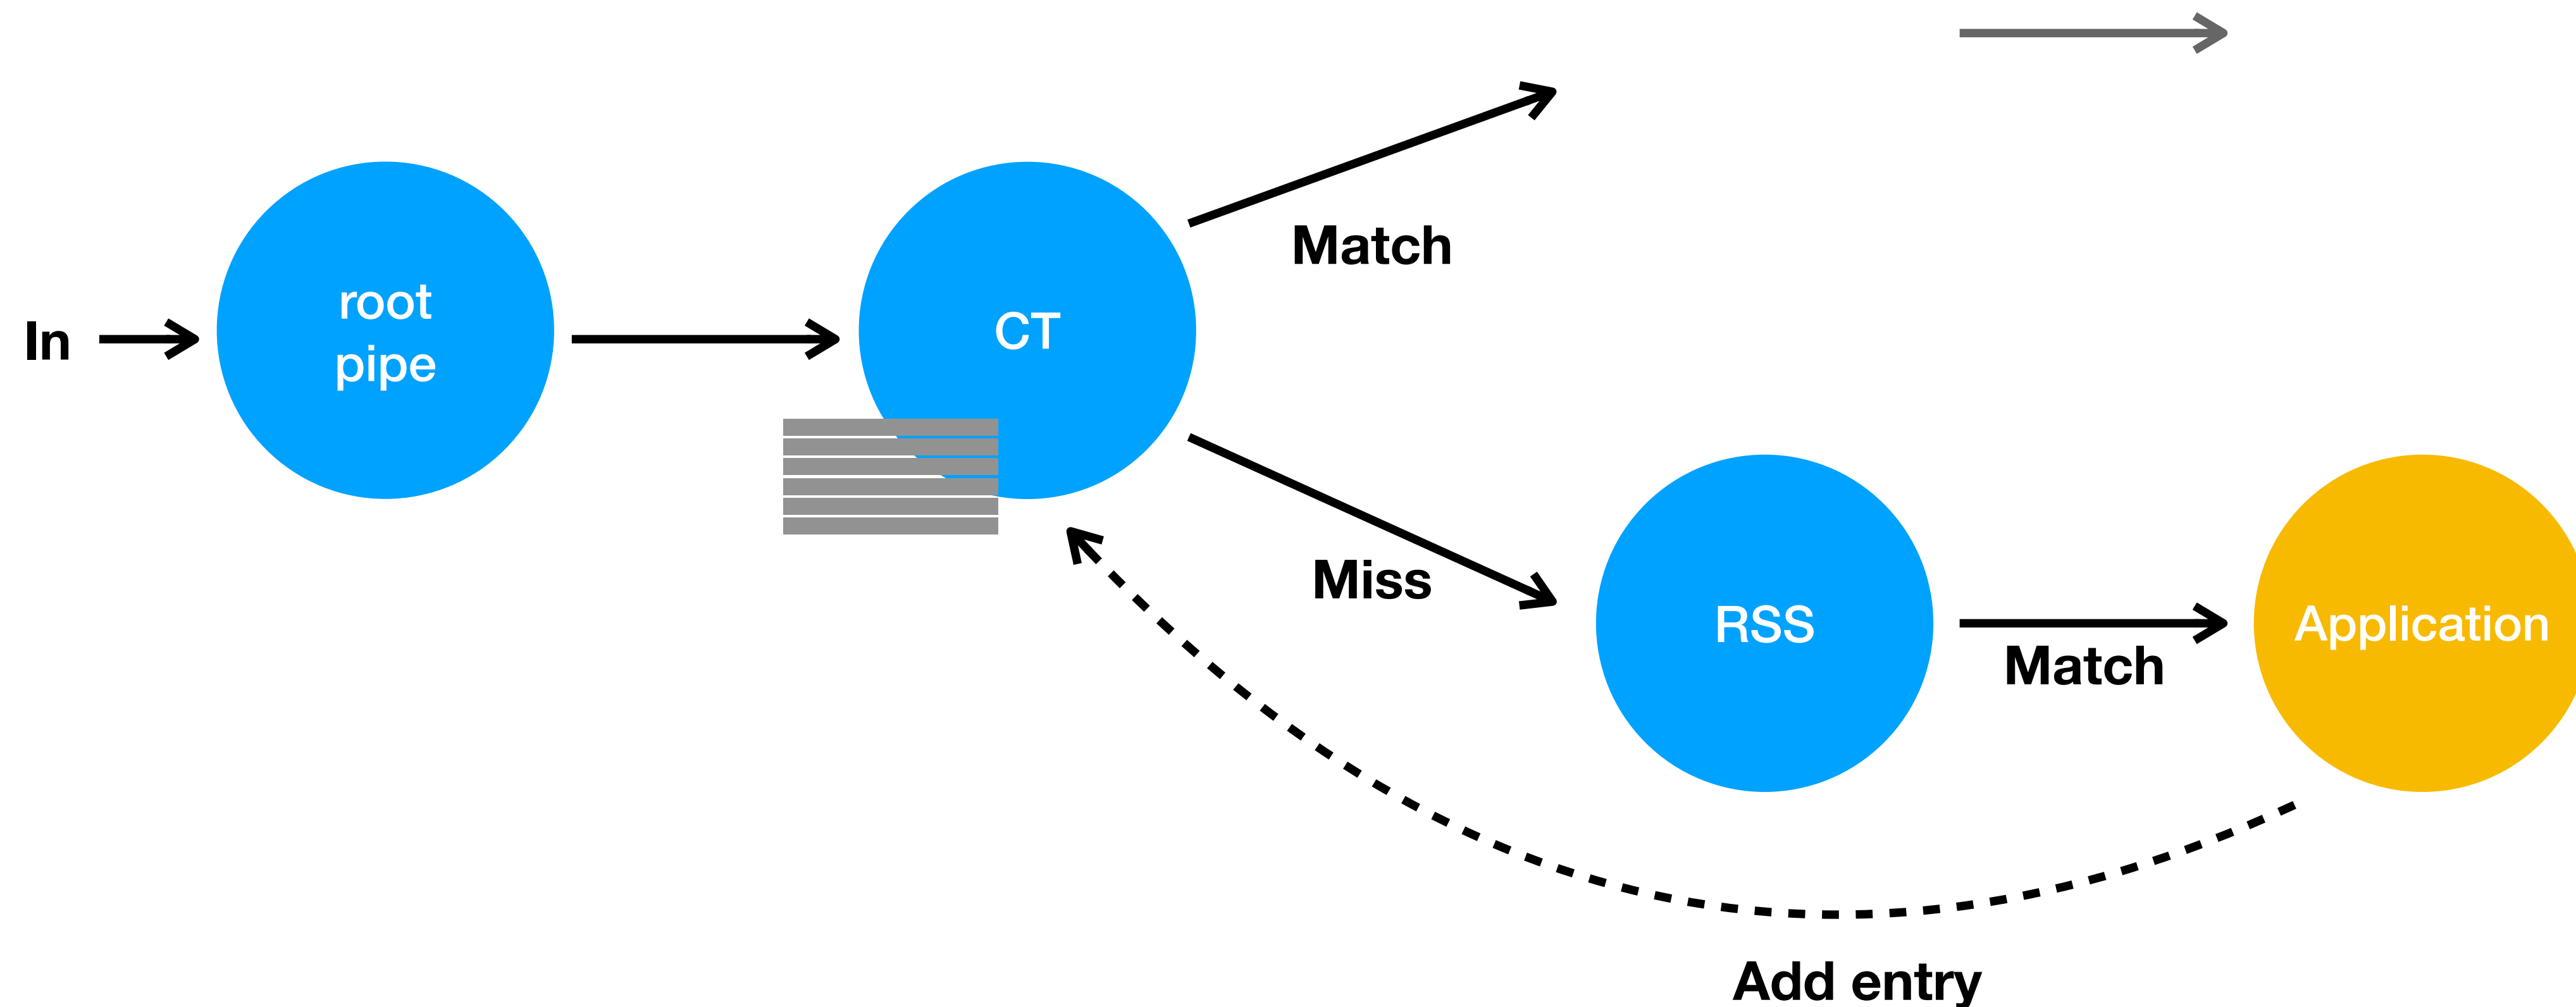 In
root
pipe
CT
Match
Miss
RSS
Match
Application
Add entry